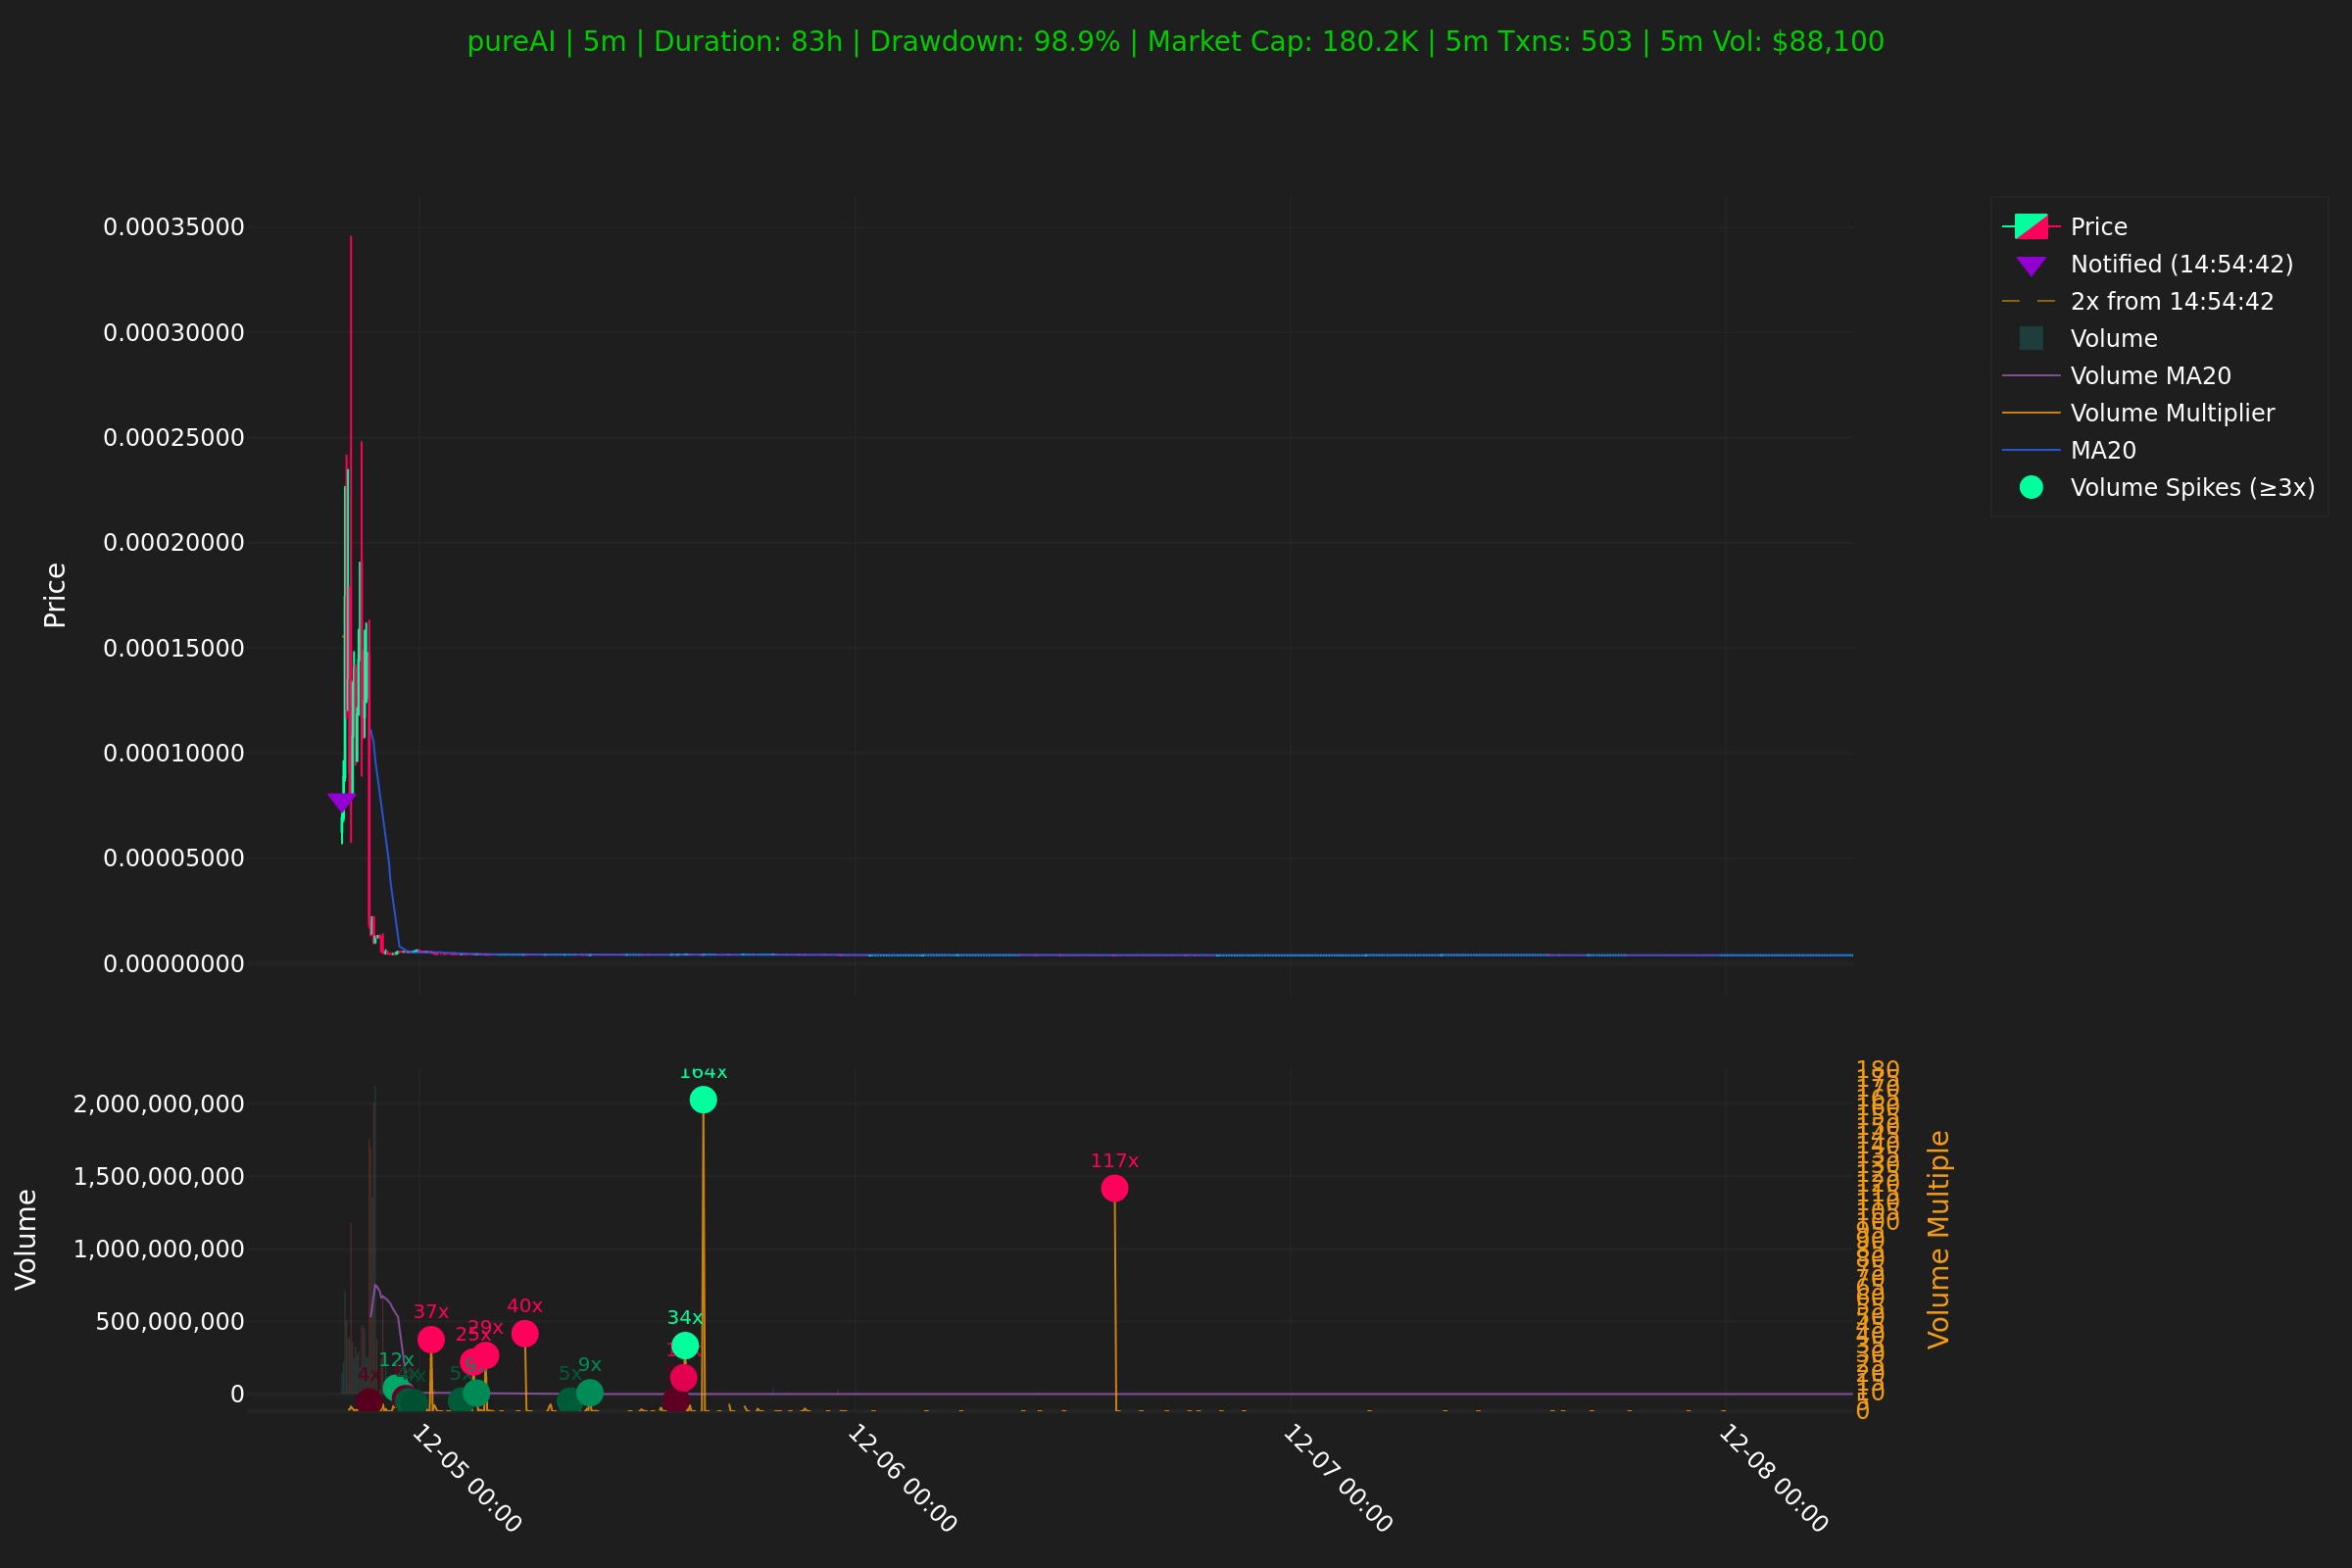 pureAI | 5m | Duration: 83h | Drawdown: 98.9% | Market Cap: 180.2K | 5m Txns: 503 | 5m Vol: $88,100
Price
0.00035000
0.00030000
0.00025000
0.00020000
0.00015000
0.00010000
0.00005000
0.00000000
Price
Notified (14:54:42)
2x from 14:54:42
Volume
Volume MA20
Volume Multiplier
MA20
Volume Spikes (≥3x)
Volume
2,000,000,000
1,500,000,000
1,000,000,000
500,000,000
0
164x
117x
37x
25x
29x
40x
34x
12x
4x
5x
5x
9x
180
10
0
Volume Multiple
12-05 00:00
12-06 00:00
12-07 00:00
12-08 00:00